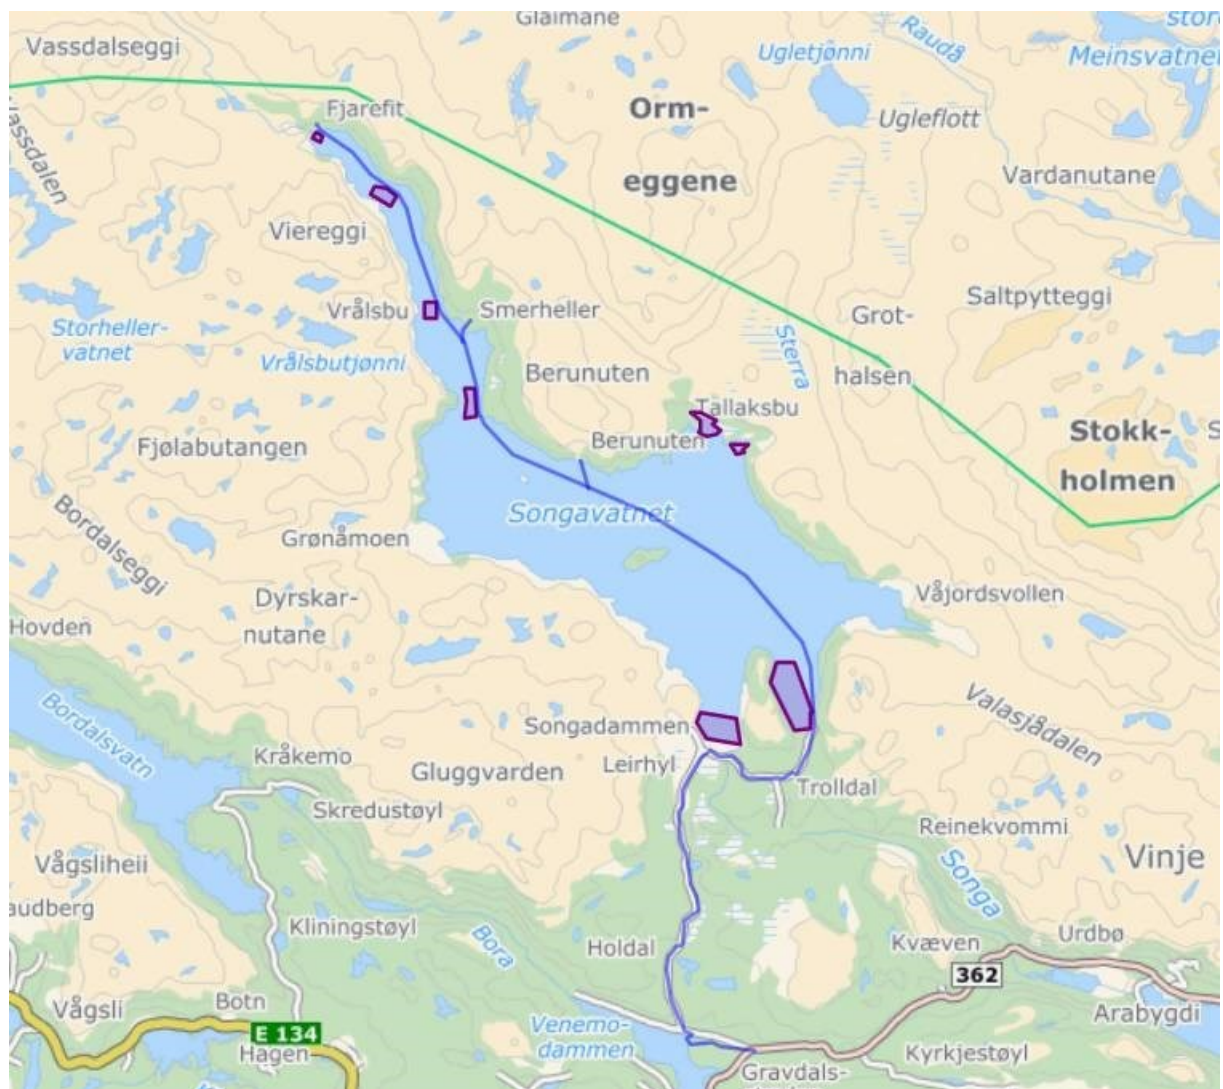 Glaimane
stor
Vassdalseggi
Ugletjønni
Raudå
Meinsvatnet
Fjarefit
Orm-
Ugleflott
Vassdalen
eggene
Vardanutane
Viereggi
Saltpytteggi
Vrålsbu
Smerheller
Grot-
Storheller-
vatnet
Vrålsbutjønni
Sterra
Berunuten
halsen
Tallaksbu
Stokk-
S
Fjølabutangen
Berunuten
holmen
Songavatnet
Bordalseggi
Grønåmoen
Våjordsvollen
Dyrskar-
nutane
Hovden
Bordalsvatn
Songadammen
Valasjådalen
Kråkemo
Gluggvarden
Leirhyl
Trolldal
Skredustøyl
Reinekvommi
Vågsliheii
Vinje
Songa
audberg
Kliningstøyl
Bora
Holdal
Kvæven
Urdbø
362
Vågsli
Botn
Arabygdi
E 134
Venemo-
dammen
Hagen
Kyrkjestøyl
Gravdals-